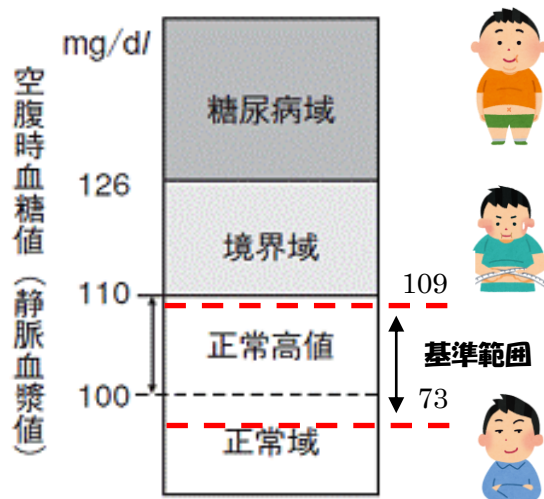 mg/dl
空腹時血糖値（静脈血漿値）
糖尿病域
126
境界域
110
109
正常高値
基準範囲
73
100
正常域